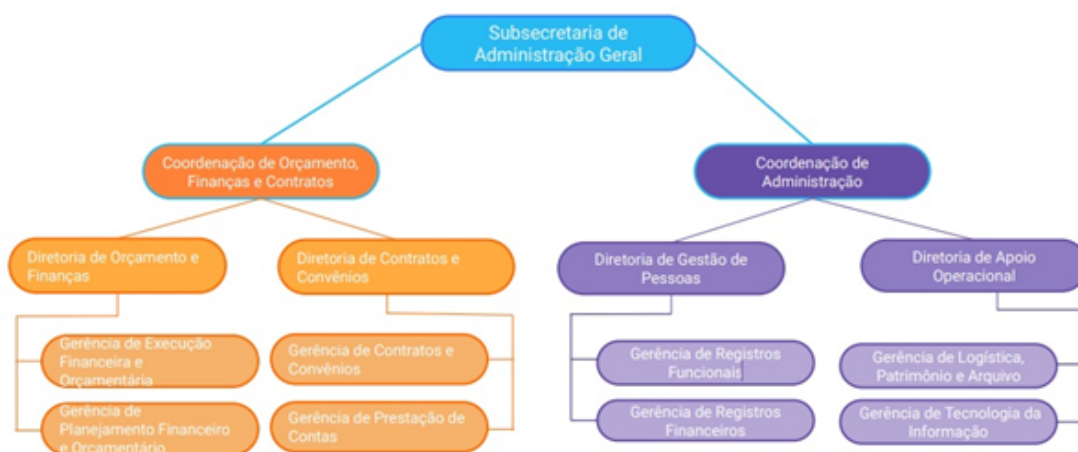 Subsecretaria de
Administração Geral
Coordenação de Orçamento,
Finanças e Contratos
Coordenação de
Administração
Diretoria de Orçamento e
Finanças
Diretoria de Contratos e
Convênios
Diretoria de Gestão de
Pessoas
Diretoria de Apoio
Operacional
Gerência de Execução
Financeira e
Orçamentária
Gerência de Contratos e
Convênios
Gerência de Registros
Funcionais
Gerência de Logística,
Patrimônio e Arquivo
Gerência de
Planejamento Financeiro
e Orçamentário
Gerência de Prestação de
Contas
Gerência de Registros
Financeiros
Gerência de Tecnologia da
Informação